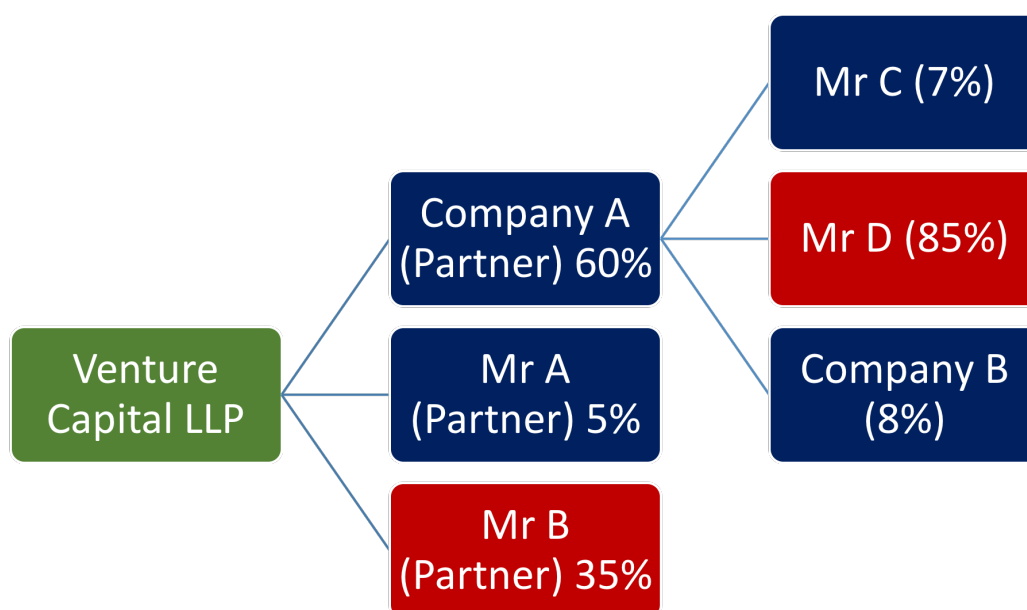 Venture
Capital LLP
Company A
(Partner) 60%
Mr A
(Partner) 5%
Mr B
(Partner) 35%
Mr C (7%)
Mr D (85%)
Company B
(8%)